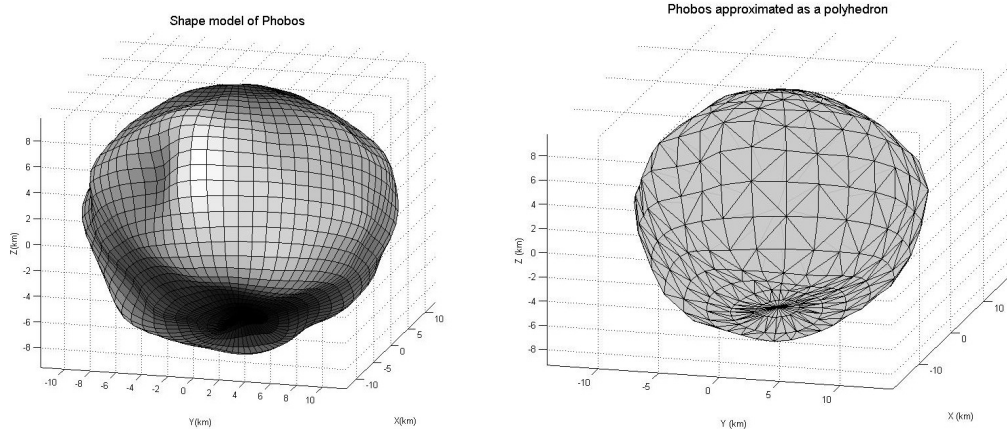 Shape model of Phobos
8
6
4
2
0
-2
-4
-6
-8
Z(km)
-10 -8 -6 -4 -2 0 2 4 6 8 10
Y(km)
-10 -5 0 5 10
X(km)
Phobos approximated as a polyhedron
8
6
4
2
0
-2
-4
-6
-8
Z (km)
-10 -5 0 5 10
Y (km)
-10 0 10
X (km)